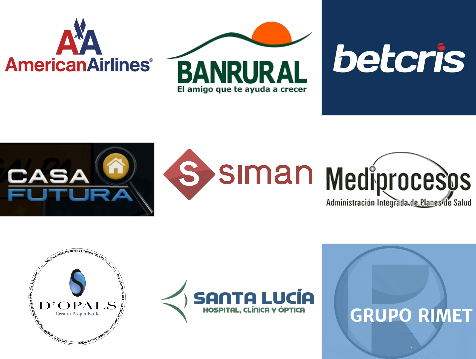 AA
AmericanAirlines®
BANRURAL
El amigo que te ayuda a crecer
betcris
CASA
FUTURA
S siman
Mediprocesos
Administración Integrada de Planes de Salud
D'OPALS
SANTA LUCÍA
HOSPITAL, CLÍNICA Y ÓPTICA
R
GRUPO RIMET